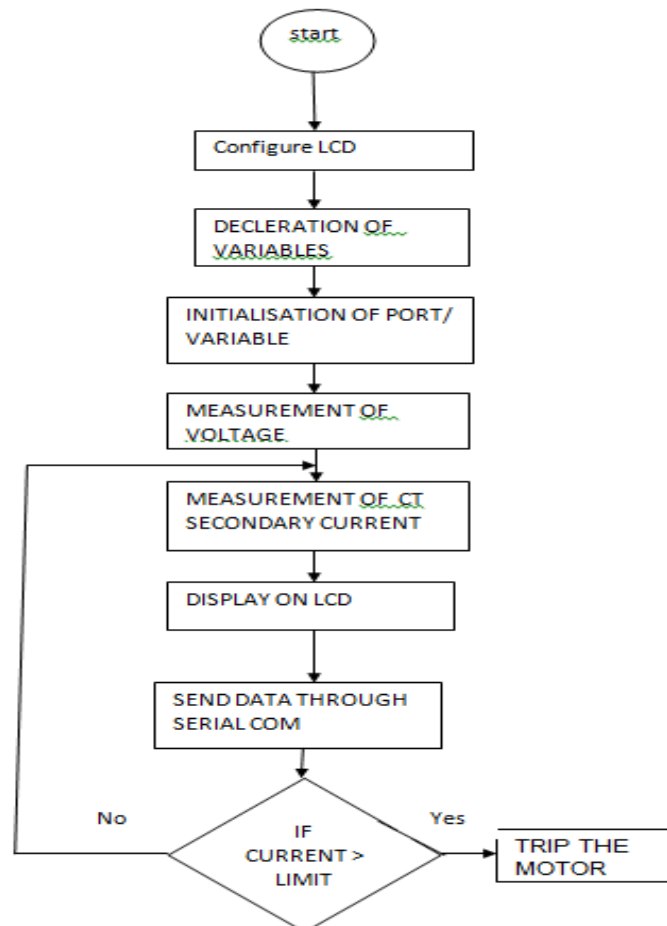 start
Configure LCD
DECLERATION OF
VARIABLES
INITIALISATION OF PORT/
VARIABLE
MEASUREMENT OF
VOLTAGE
MEASUREMENT OF  CT
SECONDARY CURRENT
DISPLAY ON LCD
SEND DATA THROUGH
SERIAL COM
No
Yes
IF
CURRENT >
LIMIT
TRIP THE
MOTOR